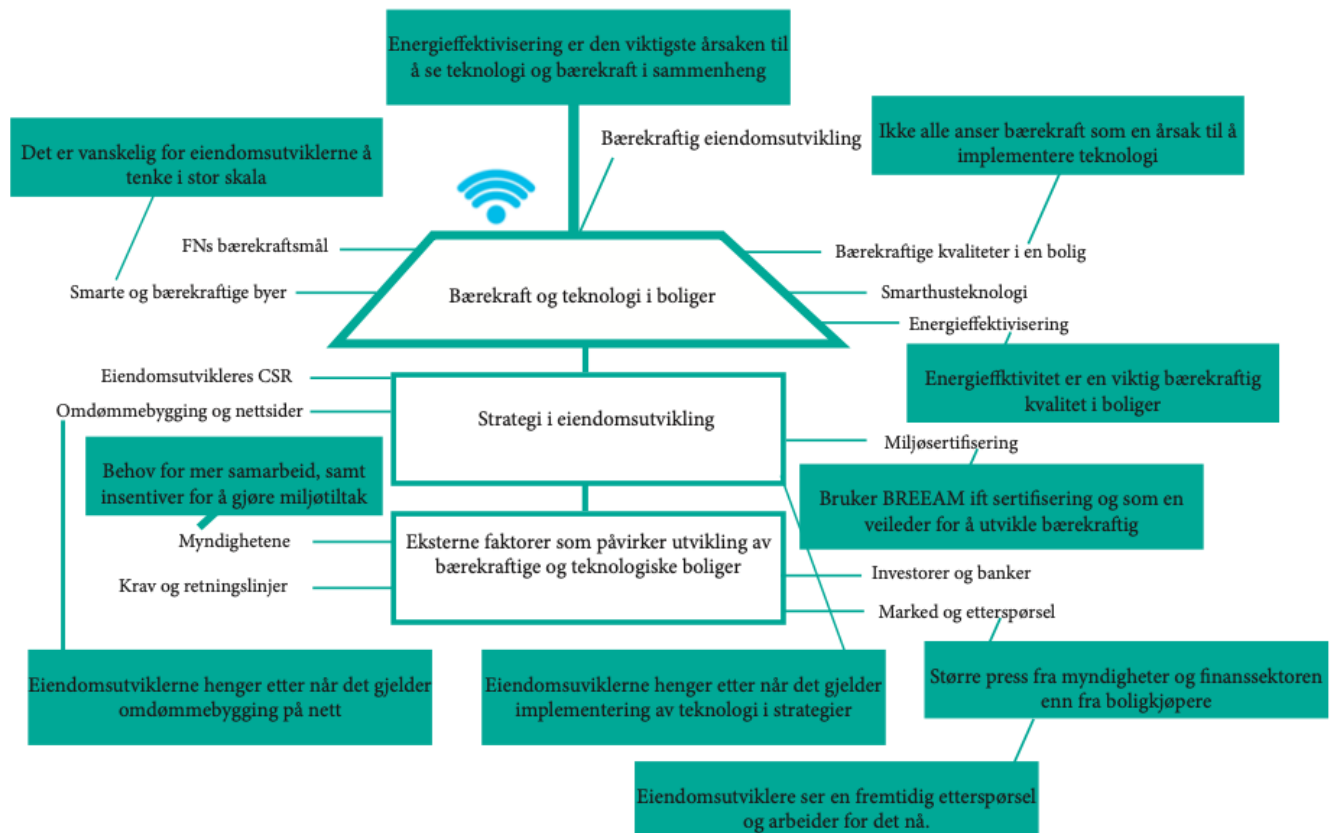 Energieffektivisering er den viktigste årsaken til
å se teknologi og bærekraft i sammenheng
Det er vanskelig for eiendomsutviklerne å
tenke i stor skala
Bærekraftig eiendomsutvikling
Ikke alle anser bærekraft som en årsak til å
implementere teknologi
FNs bærekraftsmål
Smarte og bærekraftige byer
Bærekraft og teknologi i boliger
Bærekraftige kvaliteter i en bolig
Smarthusteknologi
Energieffektivisering
Energieffktivitet er en viktig bærekraftig
kvalitet i boliger
Eiendomsutvikleres CSR
Omdømmebygging og nettsider
Strategi i eiendomsutvikling
Miljøsertifisering
Behov for mer samarbeid, samt
insentiver for å gjøre miljøtiltak
Bruker BREEAM ift sertifisering og som en
veileder for å utvikle bærekraftig
Myndighetene
Krav og retningslinjer
Eksterne faktorer som påvirker utvikling av
bærekraftige og teknologiske boliger
Investorer og banker
Marked og etterspørsel
Eiendomsutviklerne henger etter når det gjelder
omdømmebygging på nett
Eiendomsuviklerne henger etter når det gjelder
implementering av teknologi i strategier
Større press fra myndigheter og finanssektoren
enn fra boligkjøpere
Eiendomsutviklere ser en fremtidig etterspørsel
og arbeider for det nå.